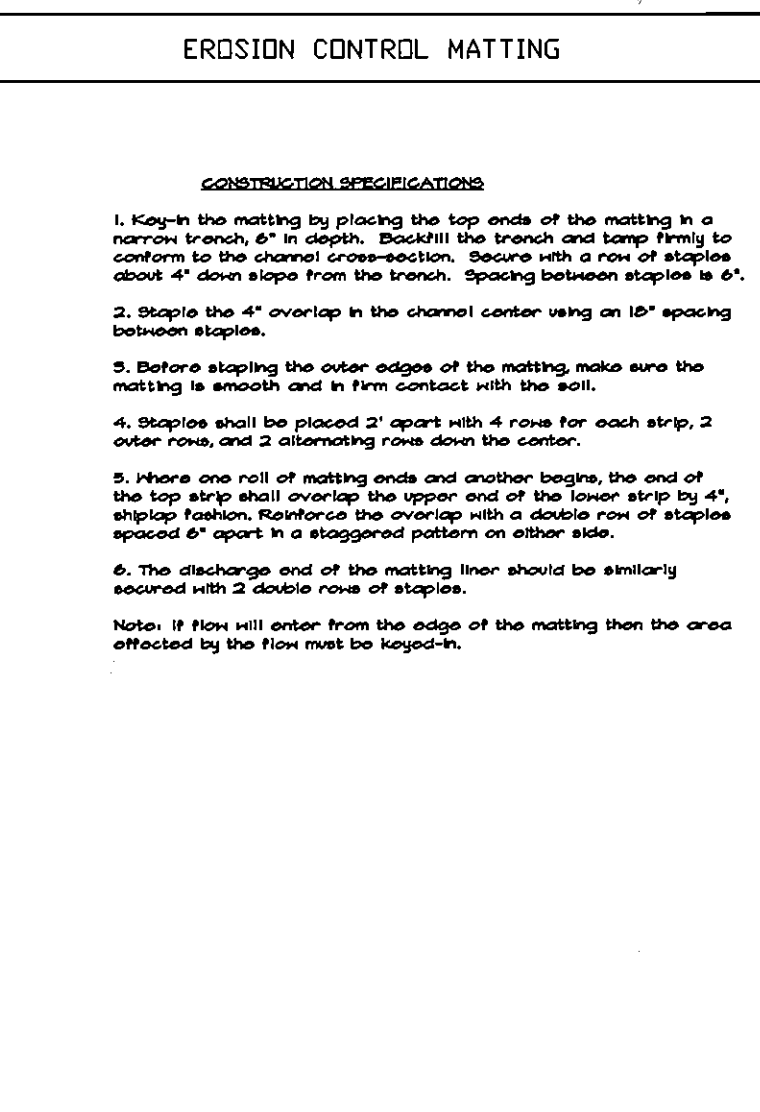 EROSION CONTROL MATTING
CONSTRUCTION SPECIFICATIONS
1. Key-in the matting by placing the top ends of the matting in a
narrow trench, 6" in depth. Backfill the trench and tamp firmly to
conform to the channel cross-section. Secure with a row of staples
about 4" down slope from the trench. Spacing between staples is 6".
2. Staple the 4" overlap in the channel center using an 18" spacing
between staples.
3. Before stapling the outer edges of the matting, make sure the
matting is smooth and in firm contact with the soil.
4. Staples shall be placed 2' apart with 4 rows for each strip, 2
outer rows, and 2 alternating rows down the center.
5. Where one roll of matting ends and another begins, the end of
the top strip shall overlap the upper end of the lower strip by 4",
shiplap fashion. Reinforce the overlap with a double row of staples
spaced 6" apart in a staggered pattern on either side.
6. The discharge end of the matting liner should be similarly
secured with 2 double rows of staples.
Note: If flow will enter from the edge of the matting then the area
effected by the flow must be keyed-in.